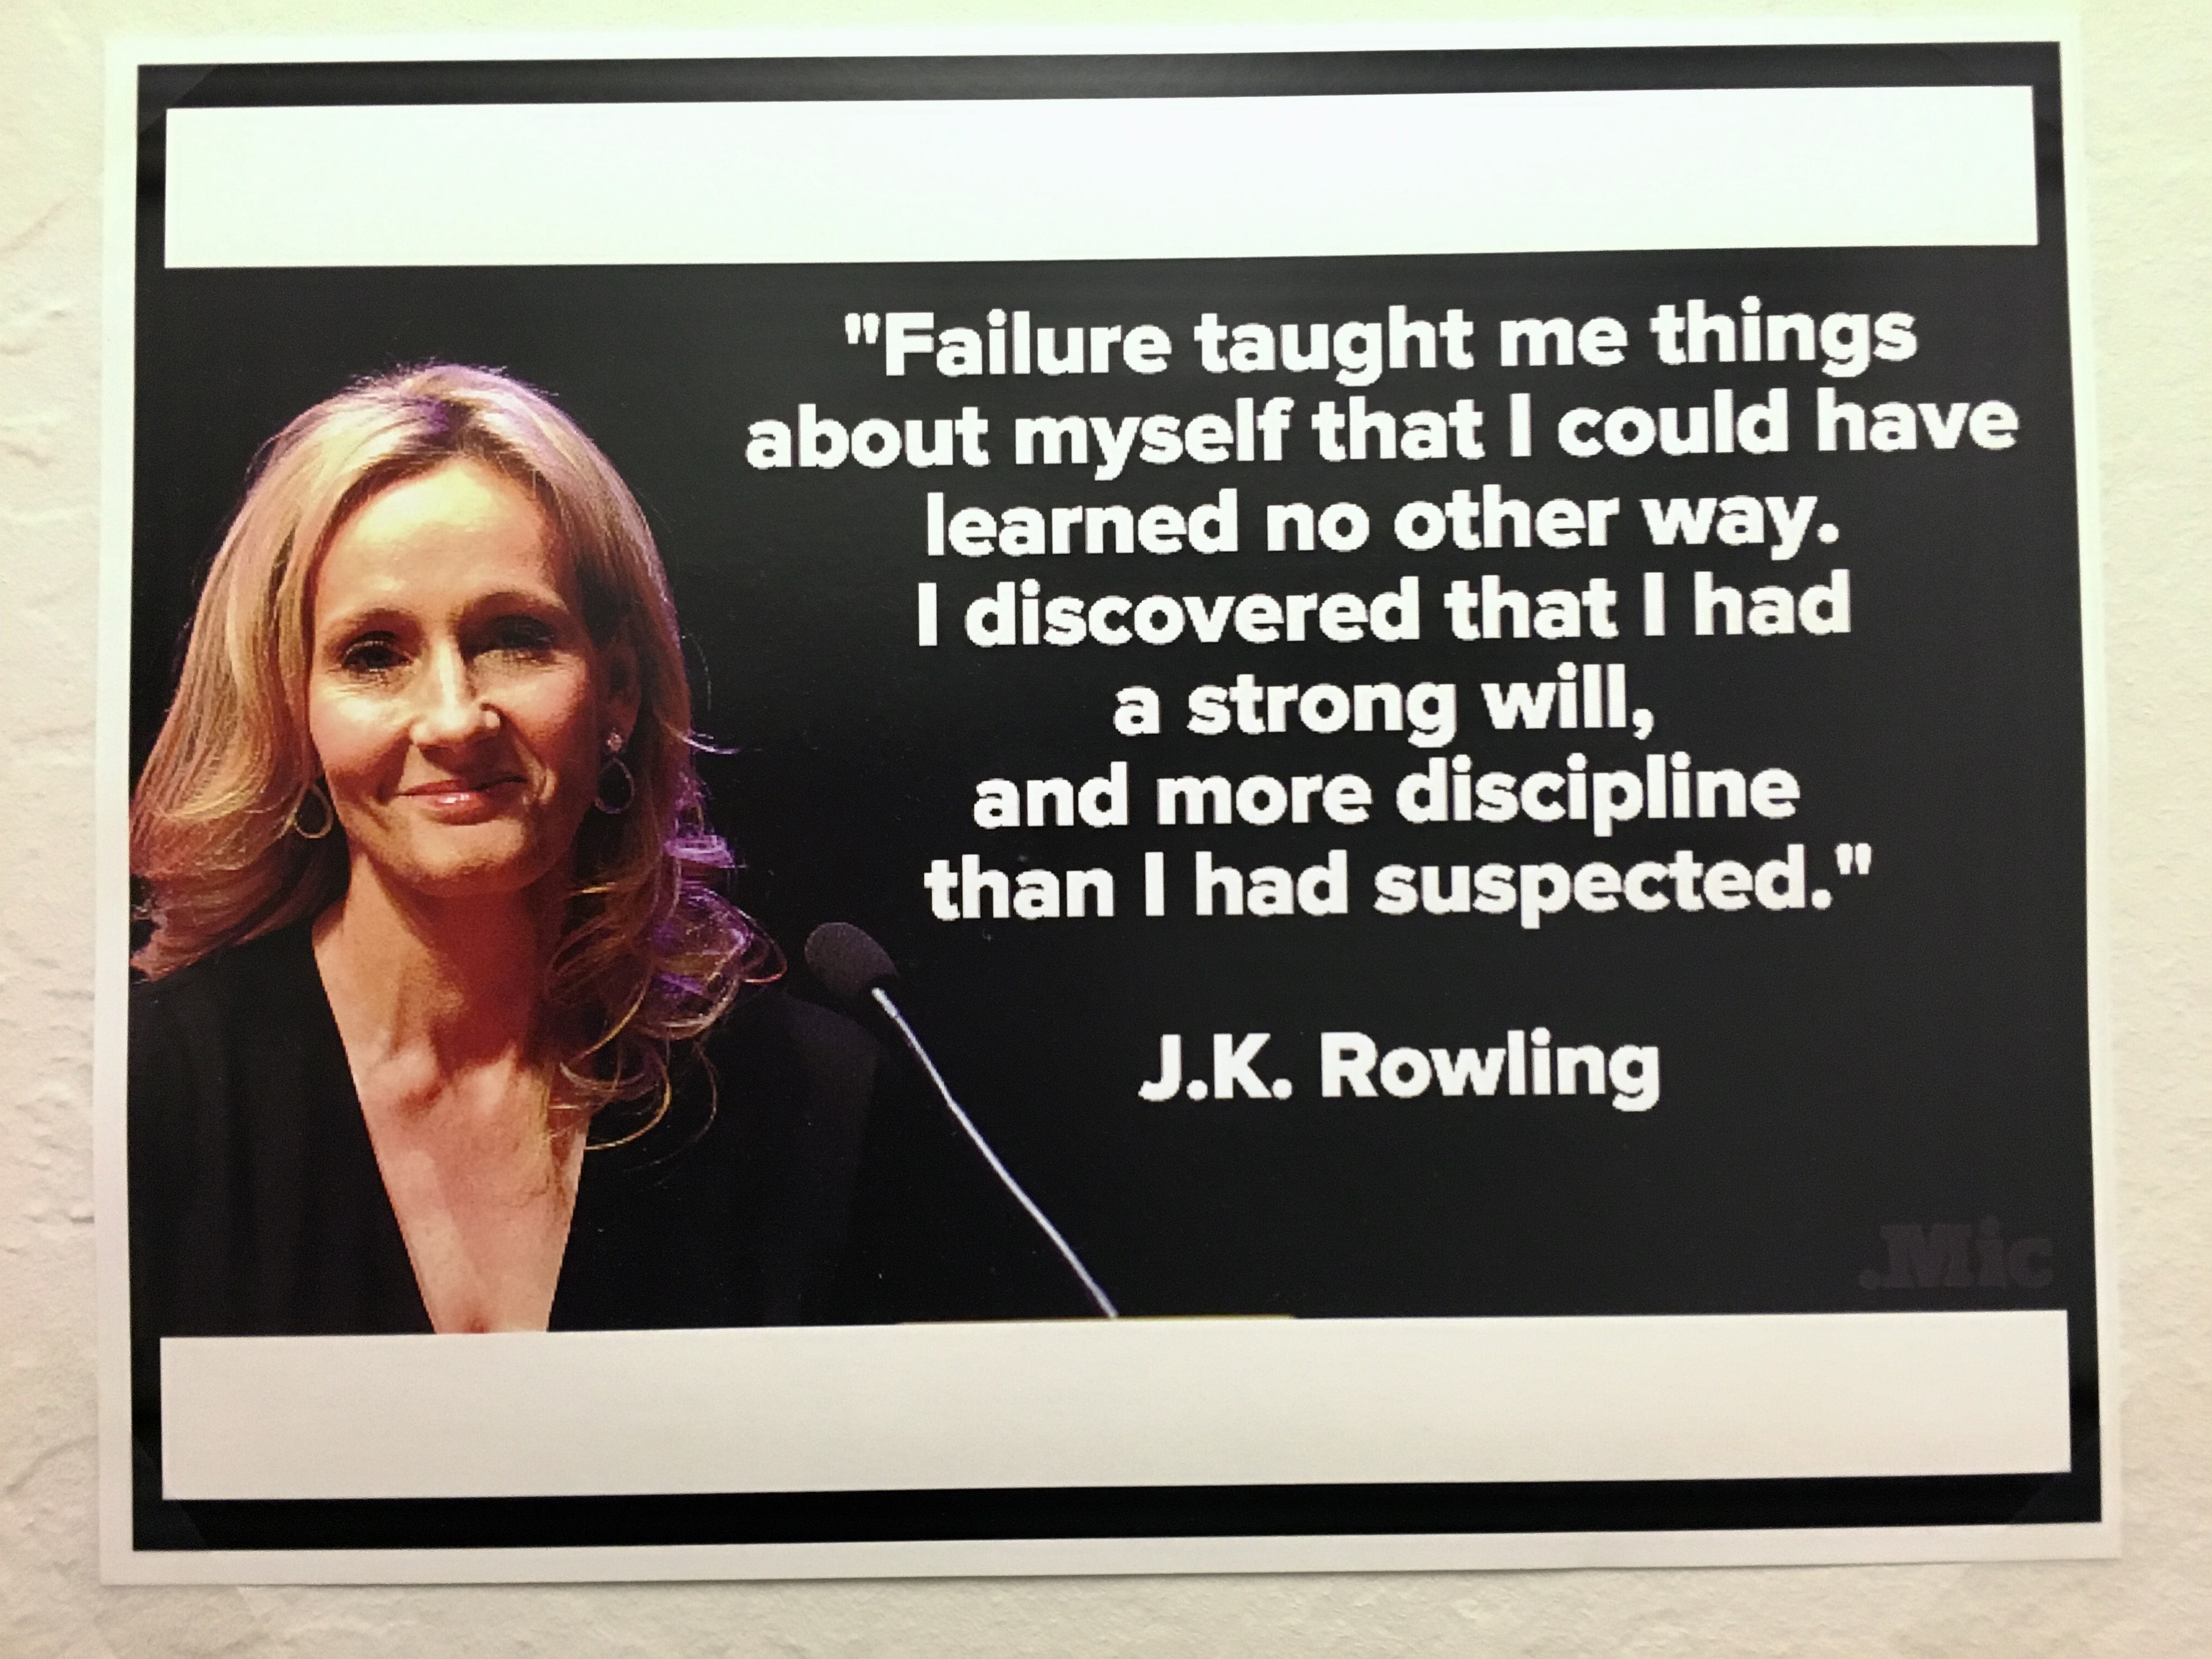 "Failure taught me things
about myself that I could have
learned no other way.
I discovered that I had
a strong will,
and more discipline
than I had suspected."
J.K. Rowling
.Mic